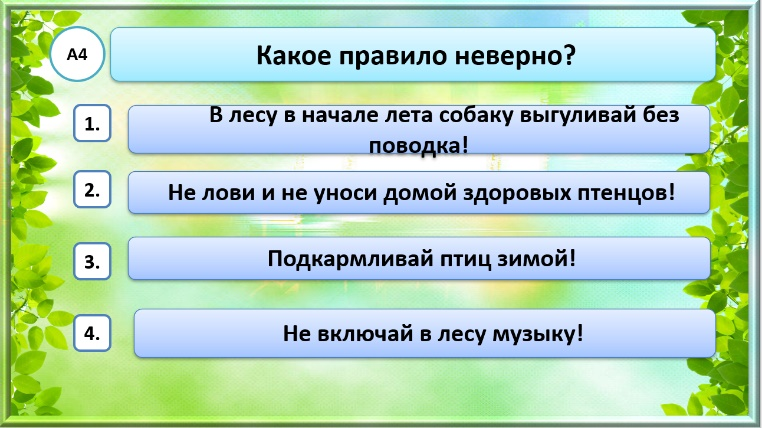 А4
Какое правило неверно?
1.
В лесу в начале лета собаку выгуливай без
поводка!
2.
Не лови и не уноси домой здоровых птенцов!
3.
Подкармливай птиц зимой!
4.
Не включай в лесу музыку!